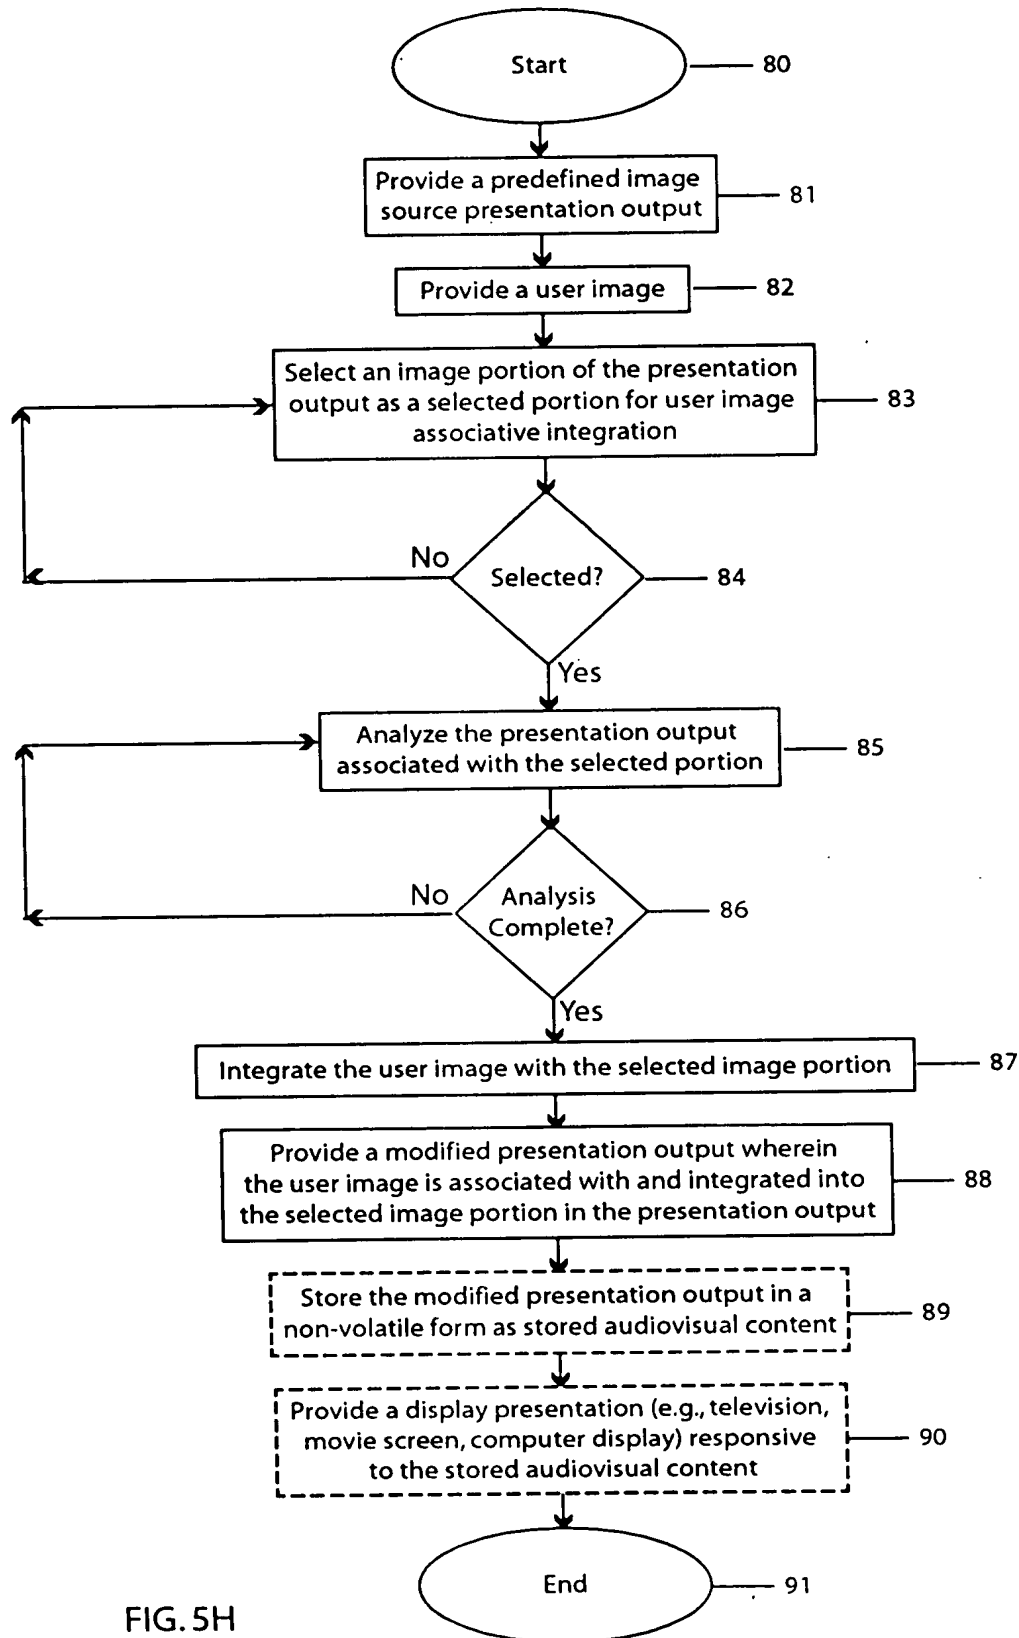 Start
80
Provide a predefined image
source presentation output
81
Provide a user image
82
Select an image portion of the presentation
output as a selected portion for user image
associative integration
83
No
Selected?
84
Yes
Analyze the presentation output
associated with the selected portion
85
No
Analysis
Complete?
86
Yes
Integrate the user image with the selected image portion
87
Provide a modified presentation output wherein
the user image is associated with and integrated into
the selected image portion in the presentation output
88
Store the modified presentation output in a
non-volatile form as stored audiovisual content
89
Provide a display presentation (e.g., television,
movie screen, computer display) responsive
to the stored audiovisual content
90
End
91
FIG. 5H